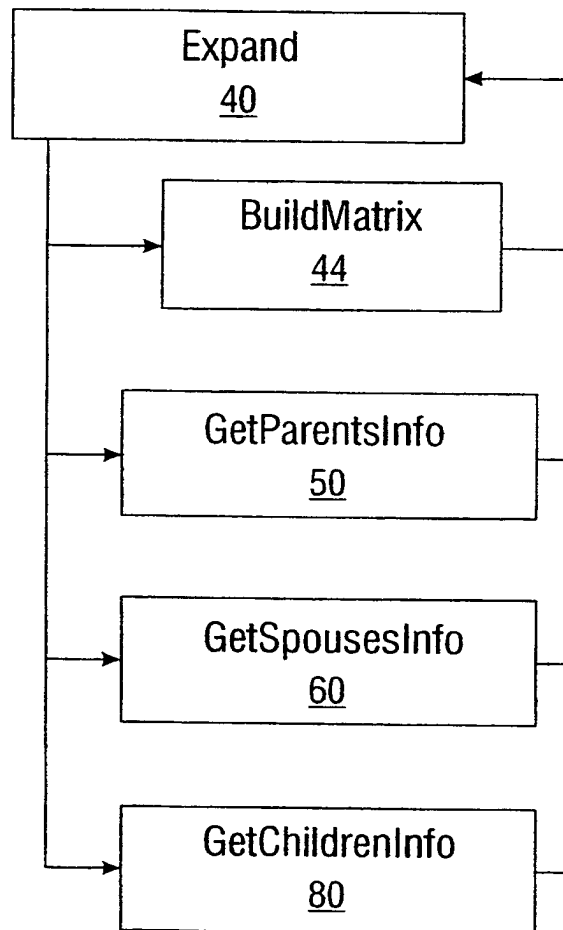 Expand
40
BuildMatrix
44
GetParentsInfo
50
GetSpousesInfo
60
GetChildrenInfo
80